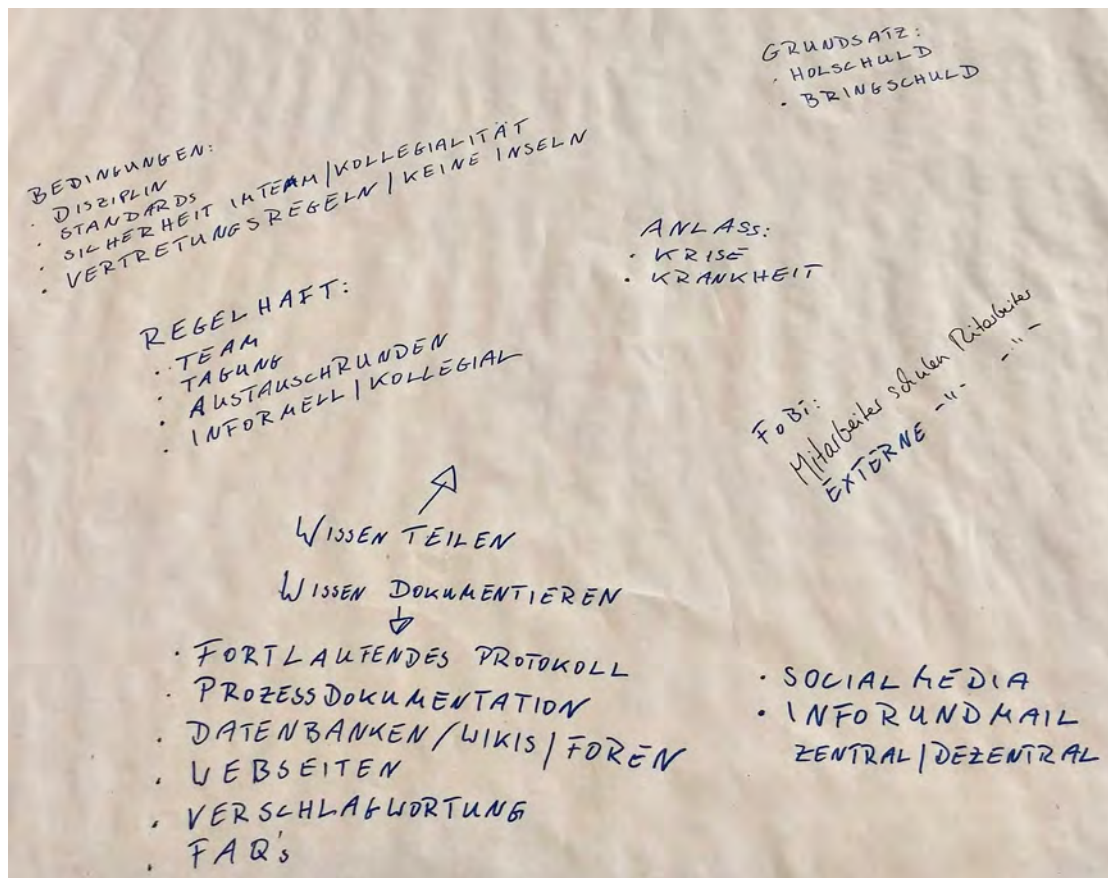 GRUNDSATZ:
· HOLSCHULD
· BRINGSCHULD
BEDINGUNGEN:
· DISZIPLIN
· STANDARDS
· SICHERHEIT IM TEAM/KOLLEGIALITÄT
· VERTRETUNGSREGELN/KEINE INSELN
ANLASS:
· KRISE
· KRANKHEIT
REGELHAFT:
· TEAM
· TAGUNG
· AUSTAUSCHRUNDEN
· INFORMELL/KOLLEGIAL
FOBI:
Mitarbeiter schulen Mitarbeiter
EXTERNE -"- -"-
WISSEN TEILEN
WISSEN DOKUMENTIEREN
· FORTLAUFENDES PROTOKOLL
· PROZESSDOKUMENTATION
· DATENBANKEN/WIKIS/FOREN
· WEBSEITEN
· VERSCHLAGWORTUNG
· FAQ's
· SOCIAL MEDIA
· INFORUNDMAIL
ZENTRAL/DEZENTRAL